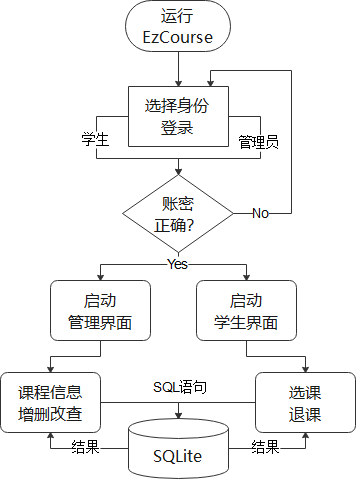 运行
EzCourse
选择身份
登录
学生
管理员
账密
正确?
No
Yes
启动
管理界面
启动
学生界面
课程信息
增删改查
SQL语句
选课
退课
结果
SQLite
结果